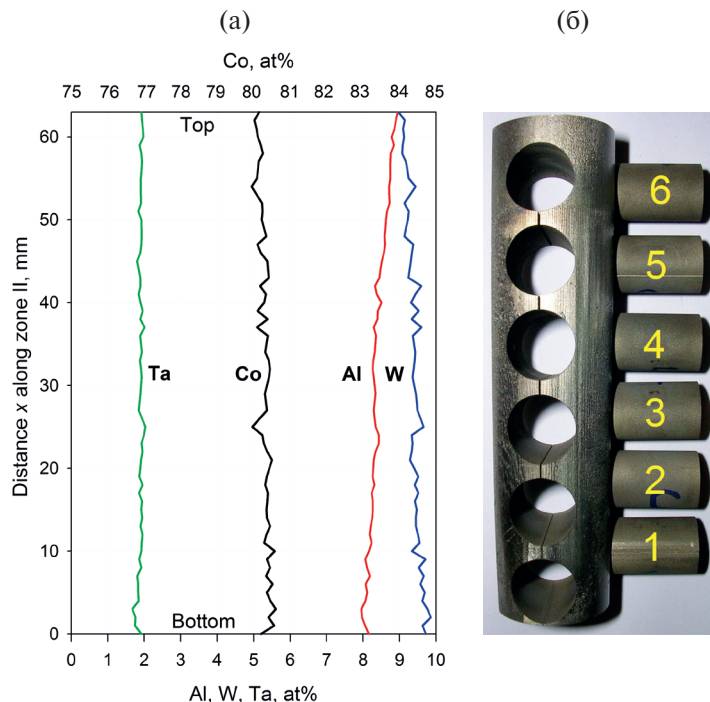 (а)
(б)
Co, at%
75 76 77 78 79 80 81 82 83 84 85
Distance x along zone II, mm
60
50
40
30
20
10
0
Top
Ta
Co
Al
W
Bottom
0 1 2 3 4 5 6 7 8 9 10
Al, W, Ta, at%
6
5
4
3
2
1